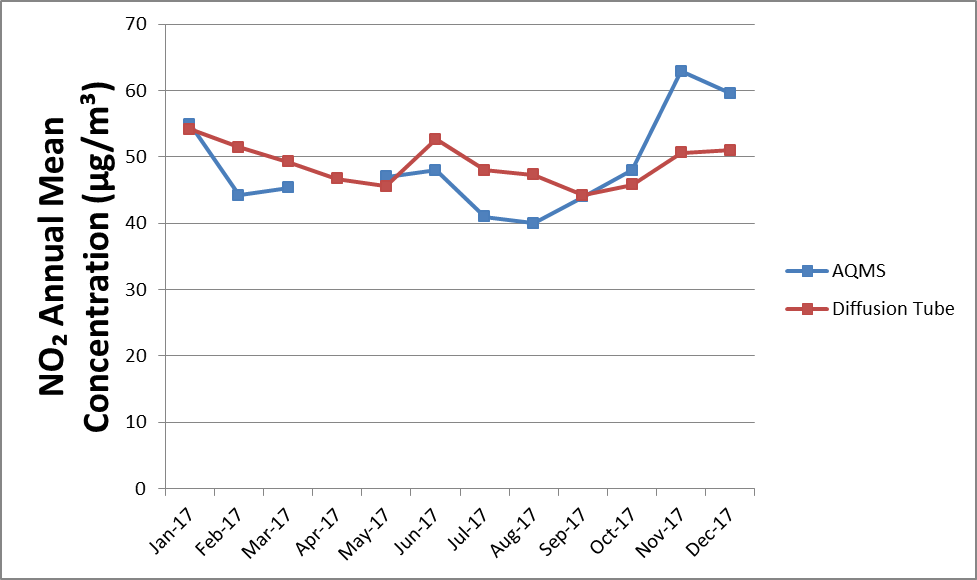 NO₂ Annual Mean
Concentration (µg/m³)
70
60
50
40
30
20
10
0
Jan-17
Feb-17
Mar-17
Apr-17
May-17
Jun-17
Jul-17
Aug-17
Sep-17
Oct-17
Nov-17
Dec-17
AQMS
Diffusion Tube